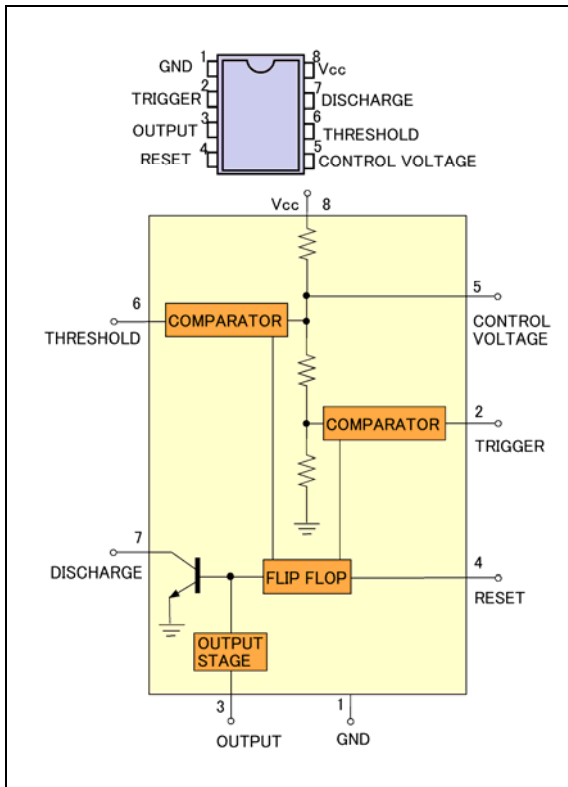 1
8
GND
Vcc
2
7
TRIGGER
DISCHARGE
3
6
OUTPUT
THRESHOLD
4
5
RESET
CONTROL VOLTAGE
Vcc 8
5
6
COMPARATOR
THRESHOLD
CONTROL
VOLTAGE
2
COMPARATOR
TRIGGER
7
4
DISCHARGE
FLIP FLOP
RESET
OUTPUT
STAGE
3
1
OUTPUT
GND